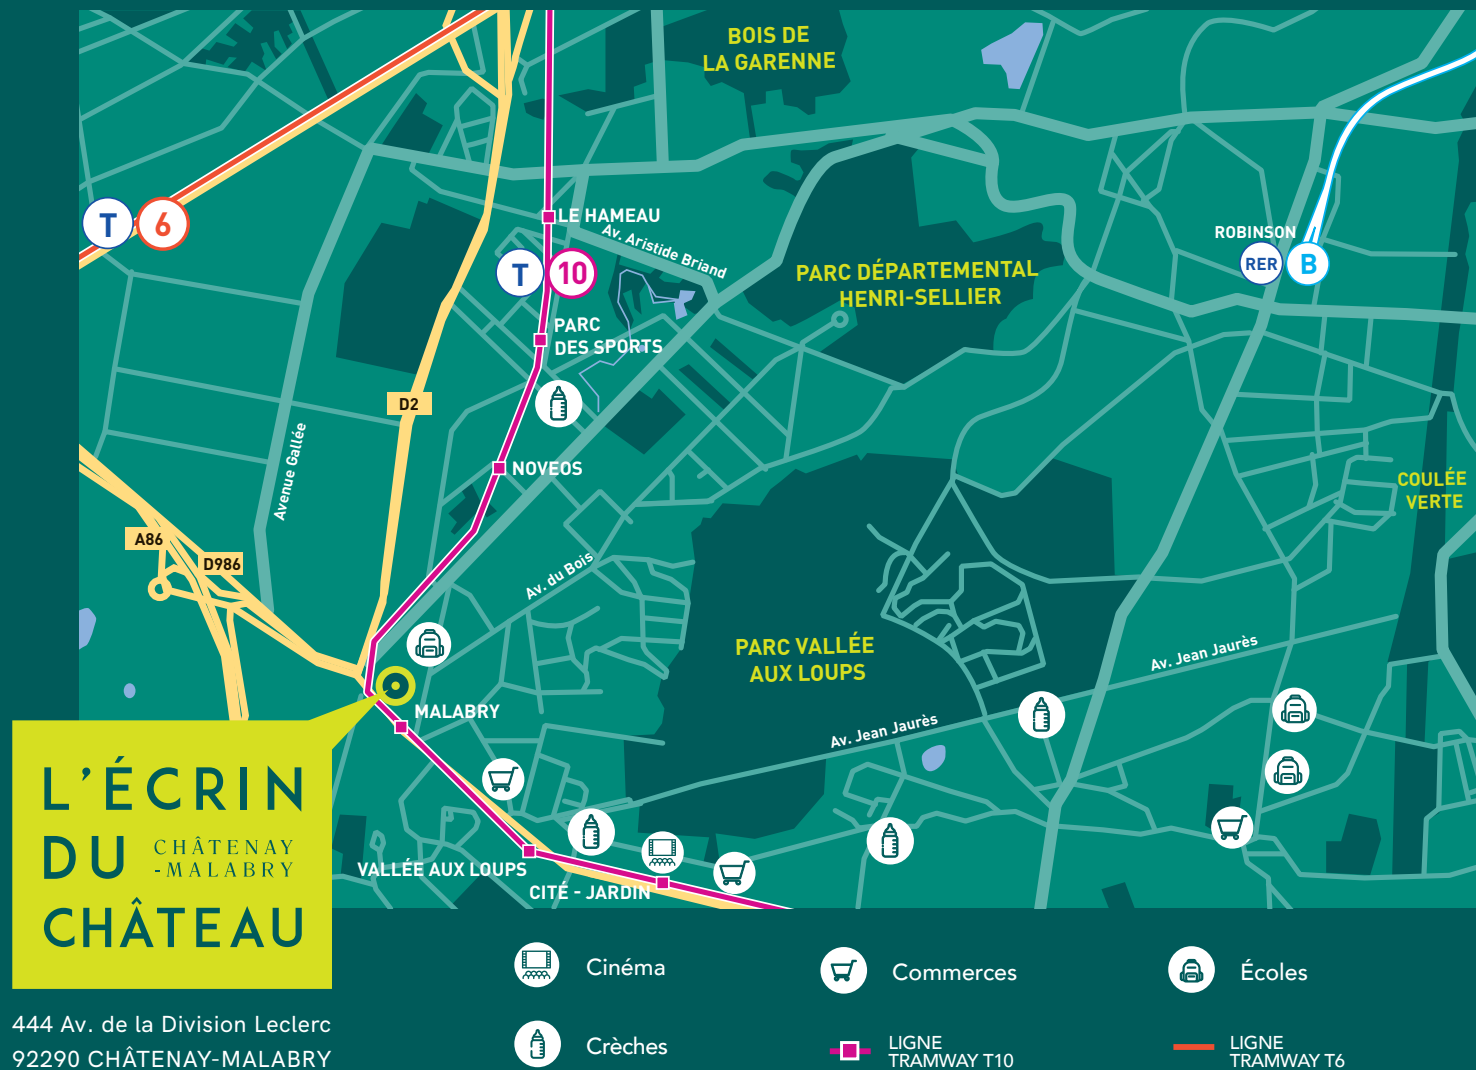 BOIS DE
LA GARENNE
T 6
LE HAMEAU
Av. Aristide Briand
T 10
ROBINSON
RER B
PARC DÉPARTEMENTAL
HENRI-SELLIER
PARC
DES SPORTS
D2
Avenue Gallée
NOVEOS
COULÉE
VERTE
A86
D986
Av. du Bois
PARC VALLÉE
AUX LOUPS
Av. Jean Jaurès
Av. Jean Jaurès
MALABRY
VALLÉE AUX LOUPS
CITÉ - JARDIN
L'ÉCRIN
DU
CHÂTENAY
-MALABRY
CHÂTEAU
444 Av. de la Division Leclerc
92290 CHÂTENAY-MALABRY
Cinéma
Commerces
Écoles
Crèches
LIGNE
TRAMWAY T10
LIGNE
TRAMWAY T6